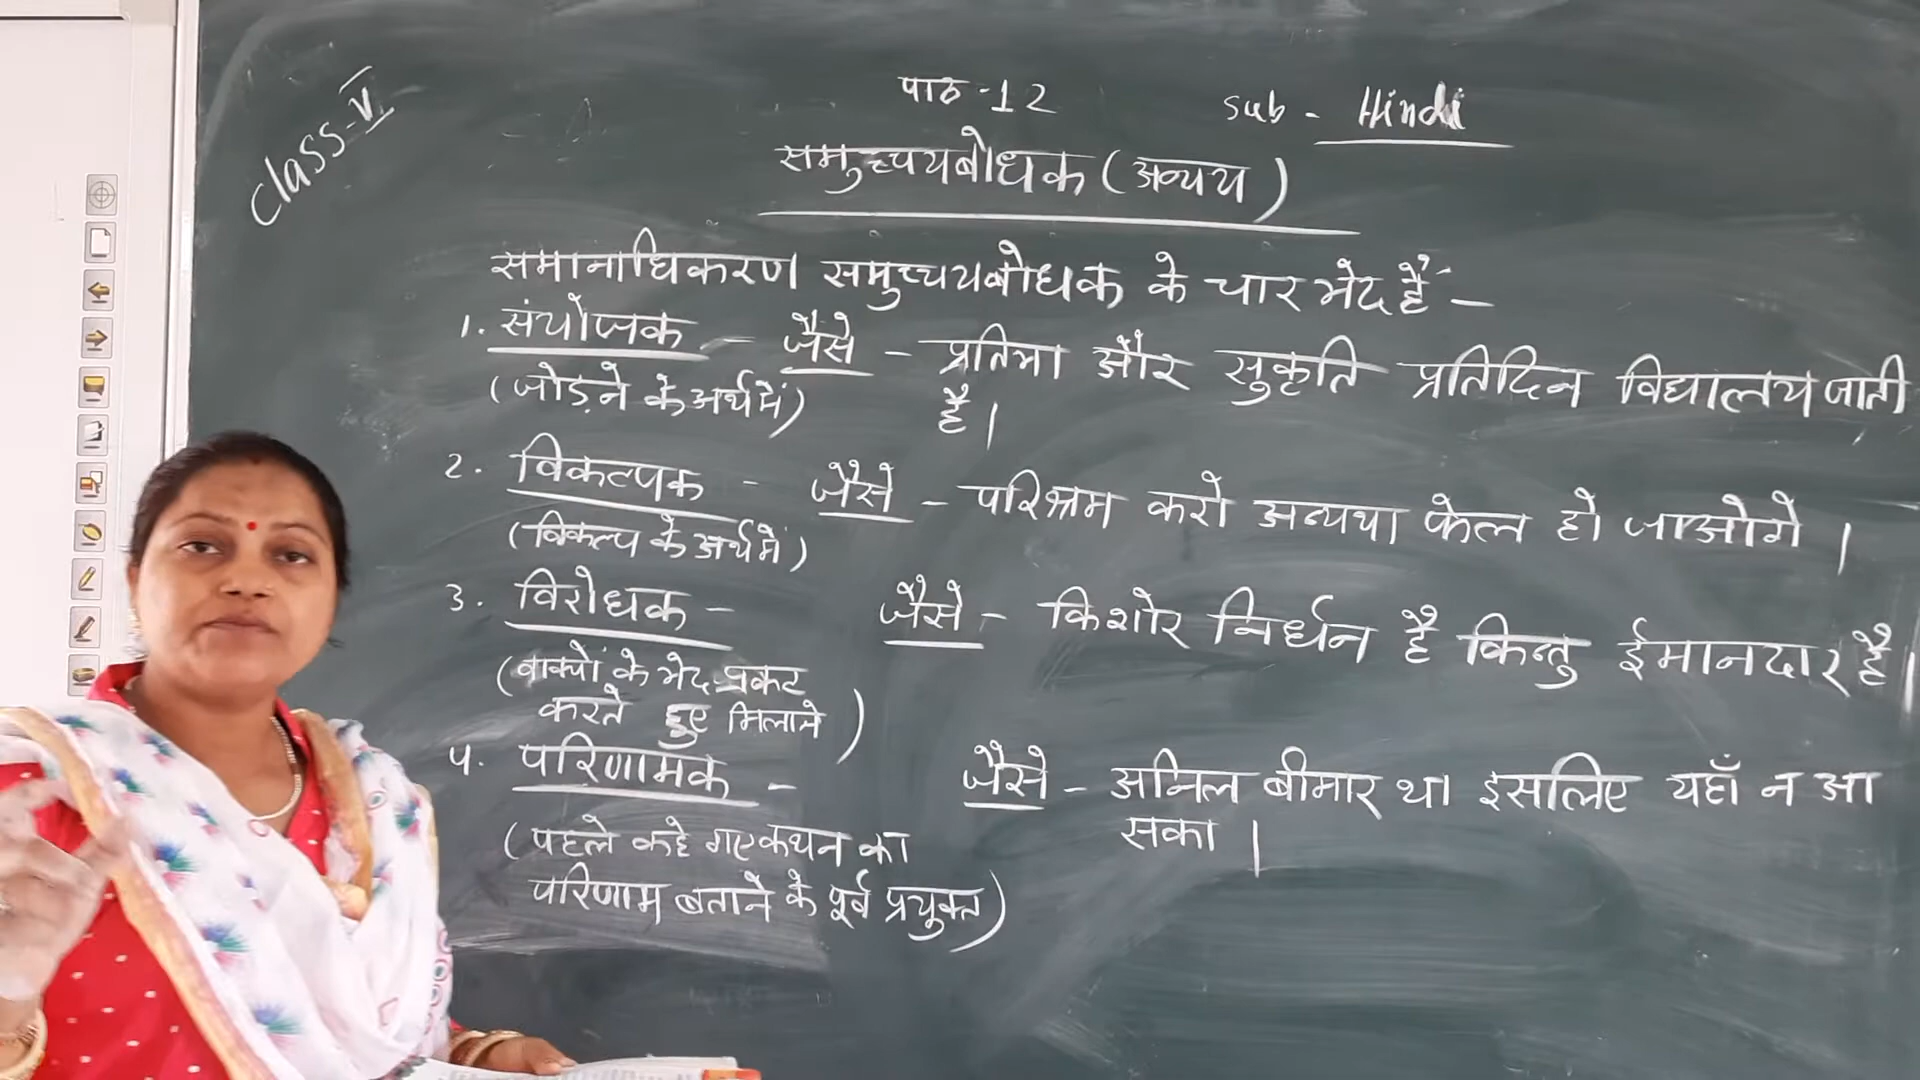 Class-VI
पाठ -12
Sub - Hindi
समुच्चयबोधक (अव्यय)
समानाधिकरण समुच्चयबोधक के चार भेद हैं -
1. संयोजक - जैसे - प्रतिभा और सुकृति प्रतिदिन विद्यालय जाती
(जोड़ने के अर्थ में) हैं।
2. विकल्पक - जैसे - परिश्रम करो अन्यथा फेल हो जाओगे ।
(विकल्प के अर्थ में)
3. विरोधक - जैसे - किशोर निर्धन है किन्तु ईमानदार है।
(वाक्यों के भेद प्रकट
करते हुए मिलाने)
4. परिणामक - जैसे - अनिल बीमार था इसलिए यहाँ न आ
सका ।
(पहले कहे गए कथन का
परिणाम बताने के पूर्व प्रयुक्त)